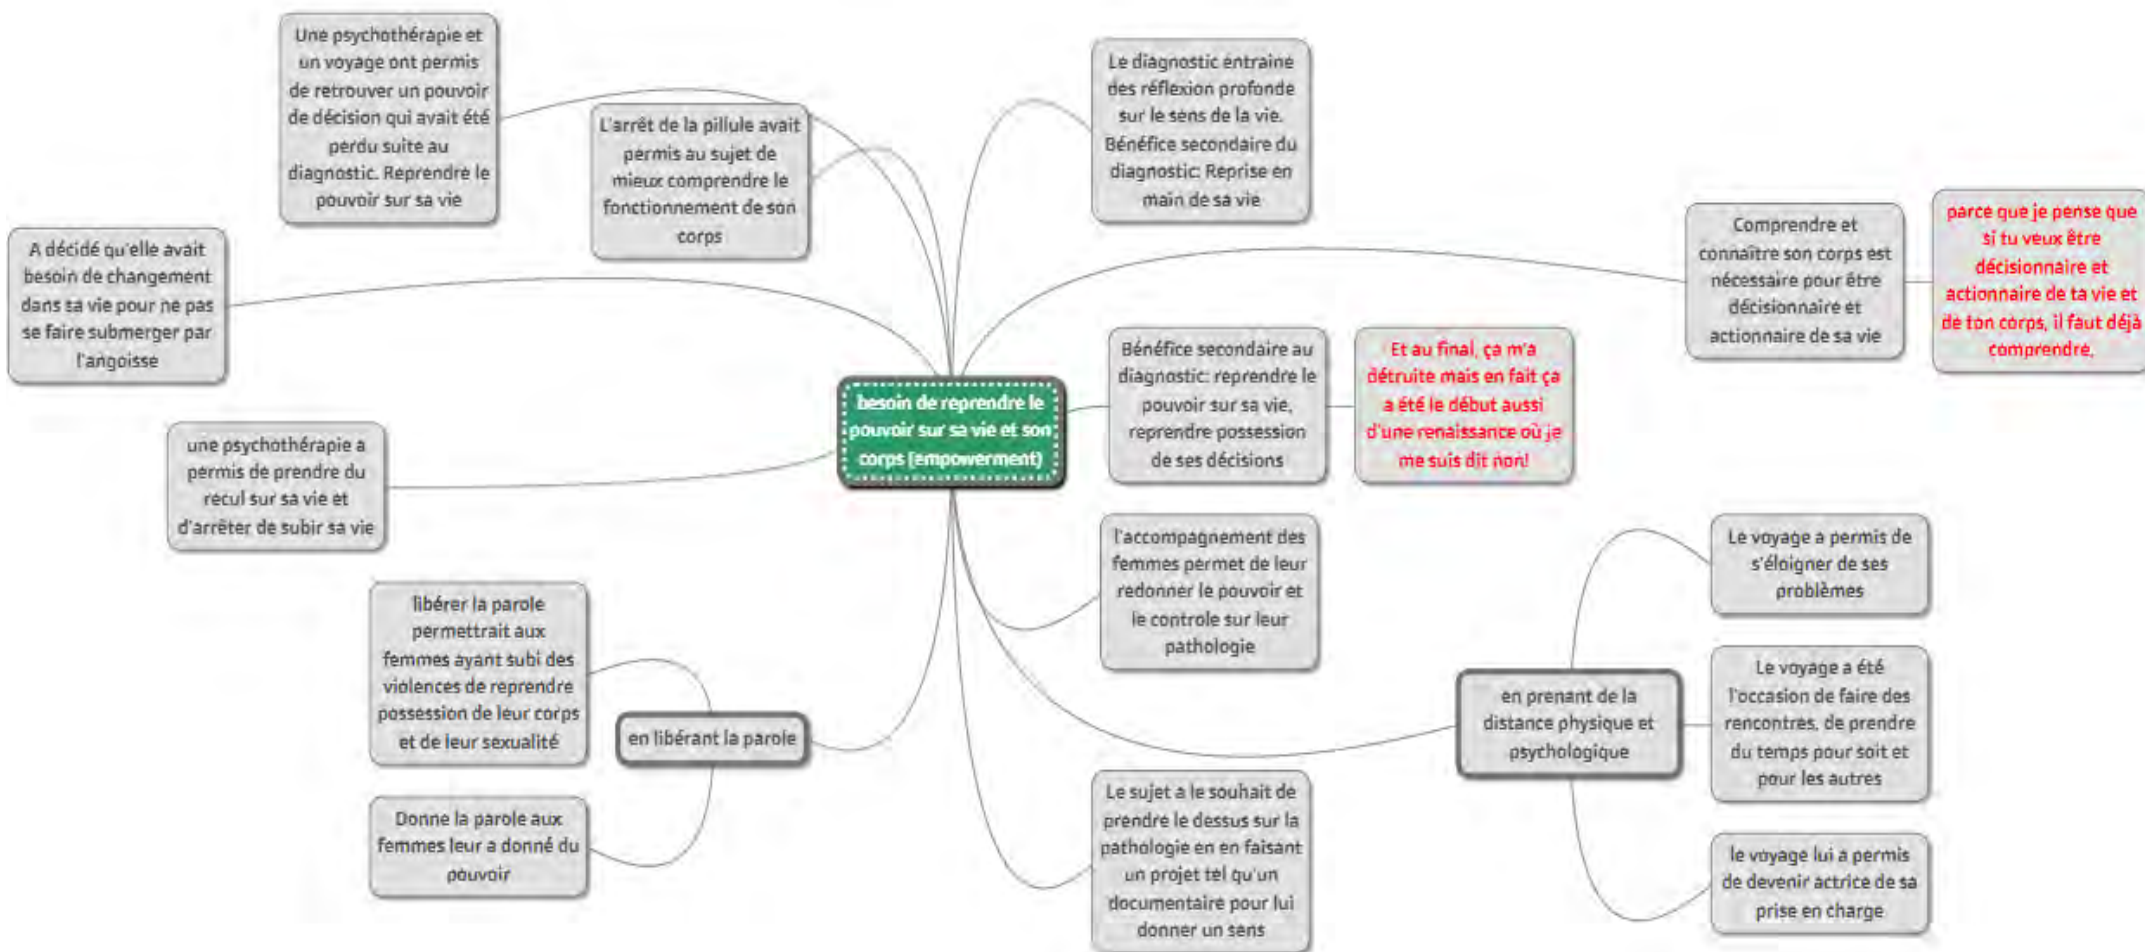 Une psychothérapie et
un voyage ont permis
de retrouver un pouvoir
de décision qui avait été
perdu suite au
diagnostic. Reprendre le
pouvoir sur sa vie
L'arrêt de la pillule avait
permis au sujet de
mieux comprendre le
fonctionnement de son
corps
Le diagnostic entraine
des réflexion profonde
sur le sens de la vie.
Bénéfice secondaire du
diagnostic: Reprise en
main de sa vie
Comprendre et
connaître son corps est
nécessaire pour être
décisionnaire et
actionnaire de sa vie
parce que je pense que
si tu veux être
décisionnaire et
actionnaire de ta vie et
de ton corps, il faut déjà
comprendre,
A décidé qu'elle avait
besoin de changement
dans sa vie pour ne pas
se faire submerger par
l'angoisse
besoin de reprendre le
pouvoir sur sa vie et son
corps (empowerment)
Bénéfice secondaire au
diagnostic: reprendre le
pouvoir sur sa vie,
reprendre possession
de ses décisions
Et au final, ça m'a
détruite mais en fait ça
a été le début aussi
d'une renaissance où je
me suis dit non!
une psychothérapie a
permis de prendre du
recul sur sa vie et
d'arrêter de subir sa vie
l'accompagnement des
femmes permet de leur
redonner le pouvoir et
le controle sur leur
pathologie
libérer la parole
permettrait aux
femmes ayant subi des
violences de reprendre
possession de leur corps
et de leur sexualité
en libérant la parole
Donne la parole aux
femmes leur a donné du
pouvoir
Le sujet a le souhait de
prendre le dessus sur la
pathologie en en faisant
un projet tel qu'un
documentaire pour lui
donner un sens
en prenant de la
distance physique et
psychologique
Le voyage a permis de
s'éloigner de ses
problèmes
Le voyage a été
l'occasion de faire des
rencontres, de prendre
du temps pour soit et
pour les autres
le voyage lui a permis
de devenir actrice de sa
prise en charge